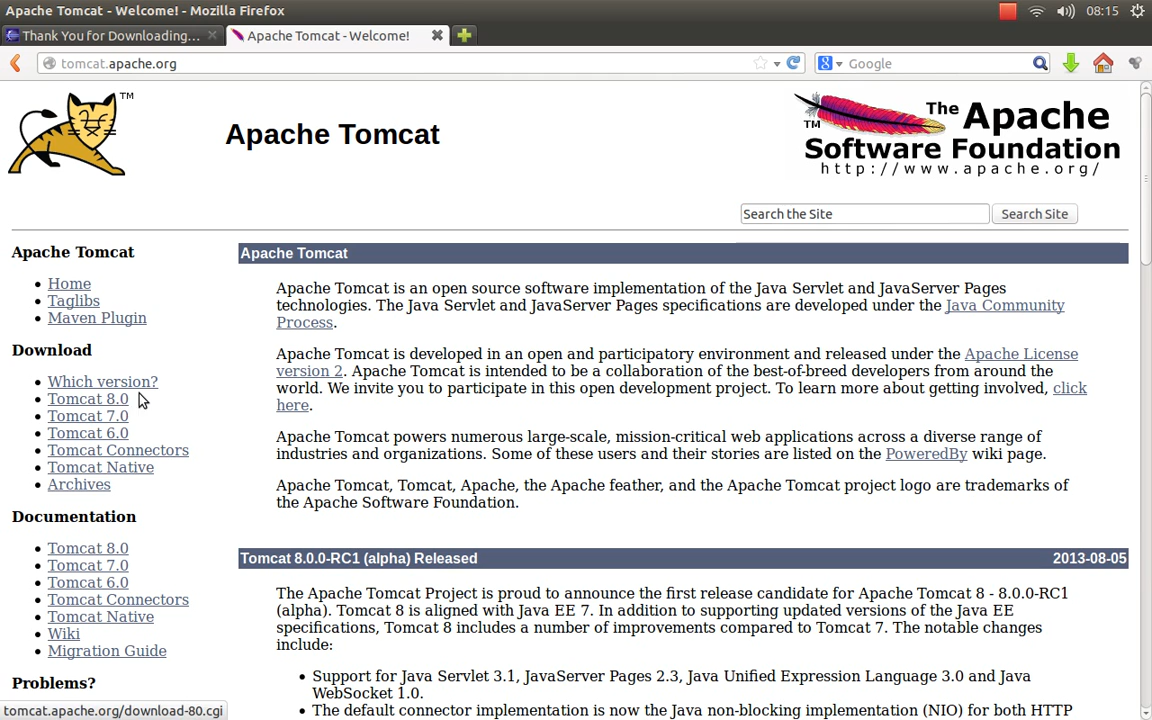 Apache Tomcat - Welcome! - Mozilla Firefox
08:15
Thank You for Downloading...
Apache Tomcat - Welcome!
tomcat.apache.org
Google
TM
Apache Tomcat
TM
The Apache
Software Foundation
http://www.apache.org/
Search the Site
Search Site
Apache Tomcat
Home
Taglibs
Maven Plugin
Download
Which version?
Tomcat 8.0
Tomcat 7.0
Tomcat 6.0
Tomcat Connectors
Tomcat Native
Archives
Documentation
Tomcat 8.0
Tomcat 7.0
Tomcat 6.0
Tomcat Connectors
Tomcat Native
Wiki
Migration Guide
Problems?
Apache Tomcat
Apache Tomcat is an open source software implementation of the Java Servlet and JavaServer Pages
technologies. The Java Servlet and JavaServer Pages specifications are developed under the Java Community
Process.
Apache Tomcat is developed in an open and participatory environment and released under the Apache License
version 2. Apache Tomcat is intended to be a collaboration of the best-of-breed developers from around the
world. We invite you to participate in this open development project. To learn more about getting involved, click
here.
Apache Tomcat powers numerous large-scale, mission-critical web applications across a diverse range of
industries and organizations. Some of these users and their stories are listed on the PoweredBy wiki page.
Apache Tomcat, Tomcat, Apache, the Apache feather, and the Apache Tomcat project logo are trademarks of
the Apache Software Foundation.
Tomcat 8.0.0-RC1 (alpha) Released 2013-08-05
The Apache Tomcat Project is proud to announce the first release candidate for Apache Tomcat 8 - 8.0.0-RC1
(alpha). Tomcat 8 is aligned with Java EE 7. In addition to supporting updated versions of the Java EE
specifications, Tomcat 8 includes a number of improvements compared to Tomcat 7. The notable changes
include:
Support for Java Servlet 3.1, JavaServer Pages 2.3, Java Unified Expression Language 3.0 and Java
WebSocket 1.0.
The default connector implementation is now the Java non-blocking implementation (NIO) for both HTTP
tomcat.apache.org/download-80.cgi